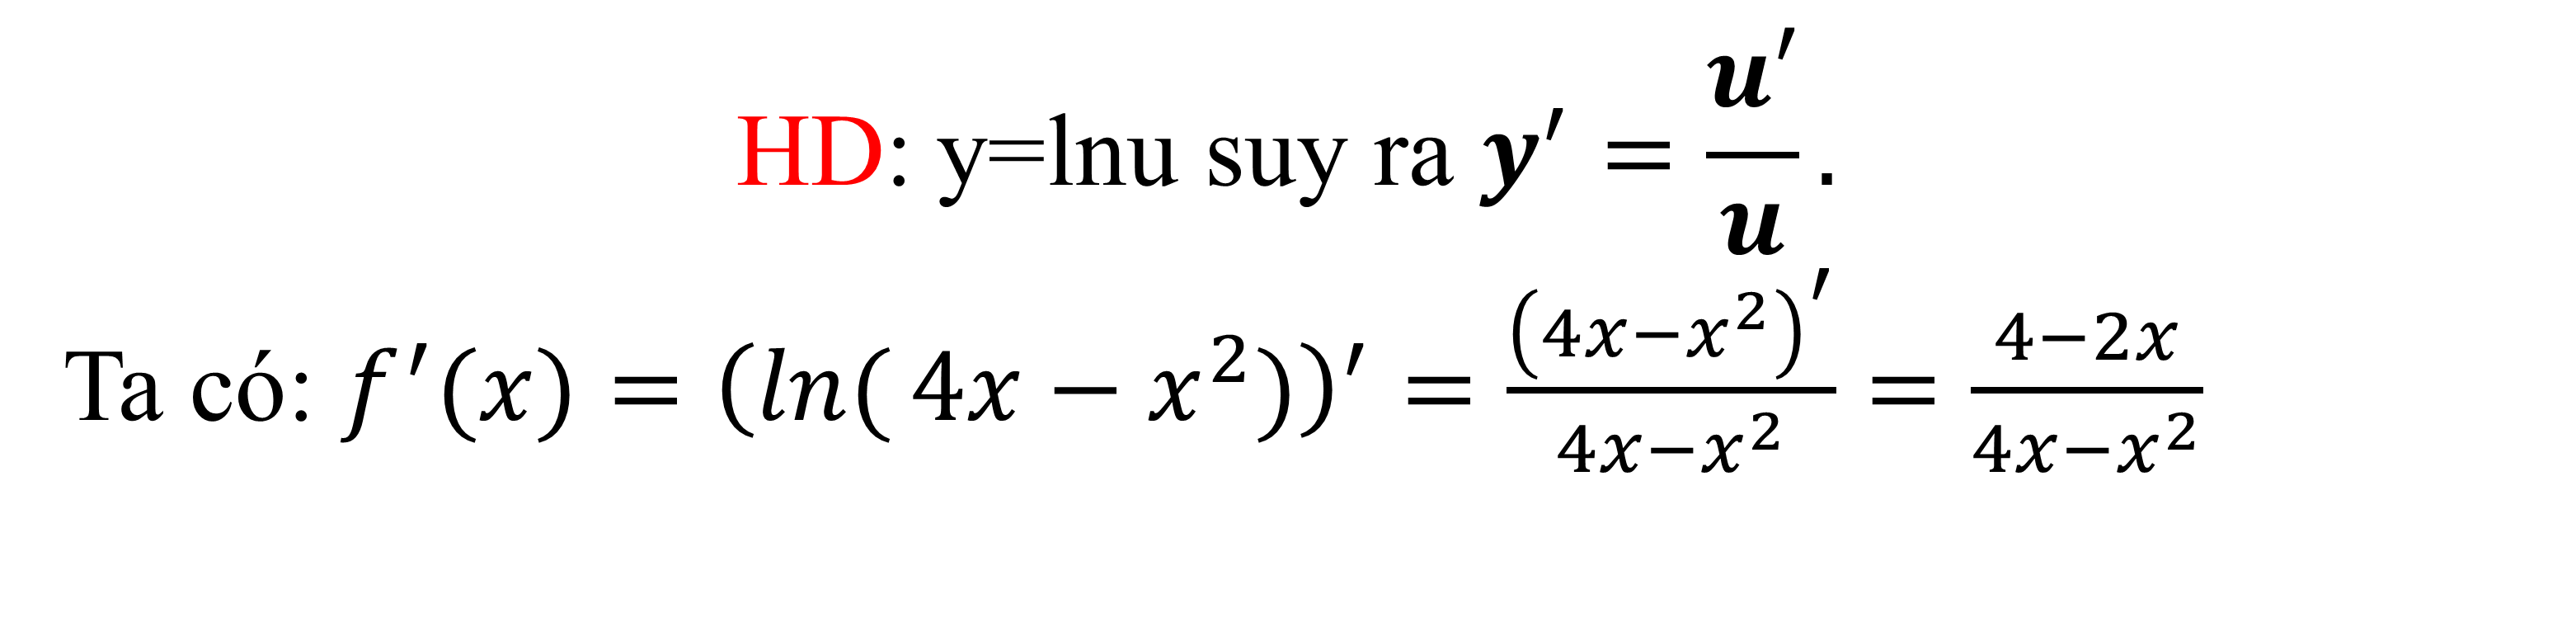 HD: y=lnu suy ra y′ = u′/u.
Ta có: f′(x) = (ln(4x − x²))′ = (4x−x²)′/(4x−x²) = (4−2x)/(4x−x²)